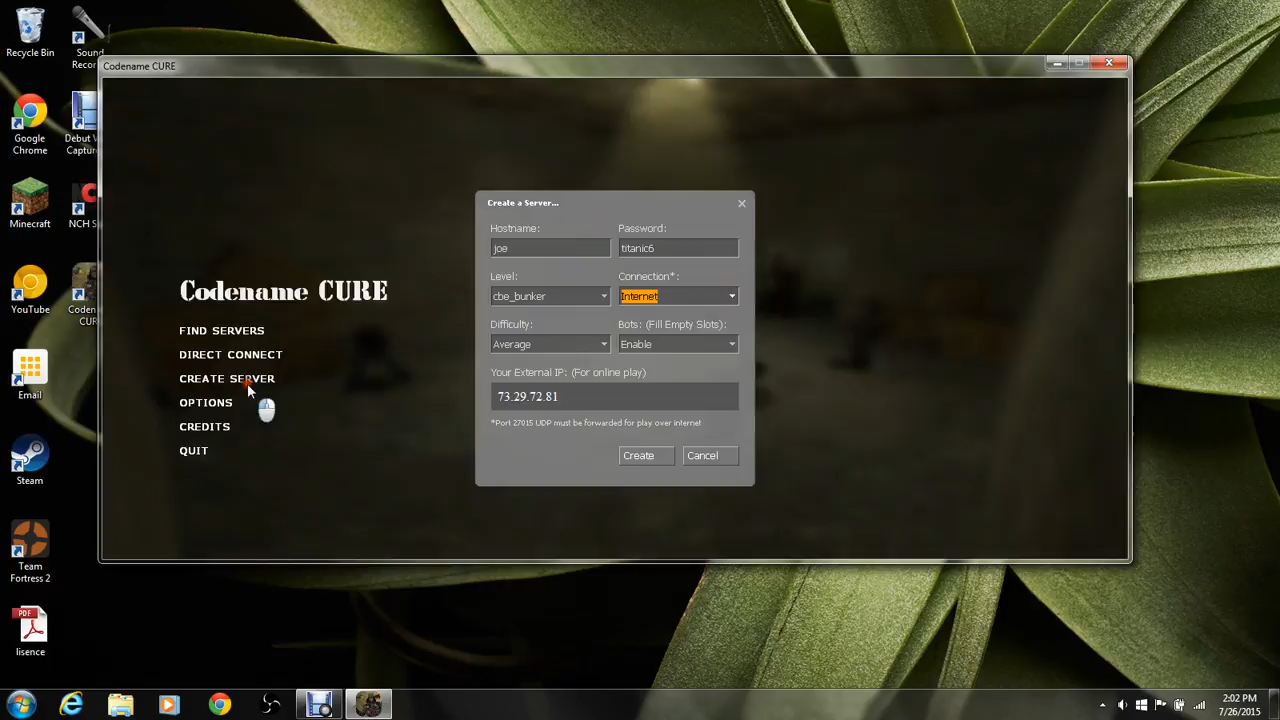 Recycle Bin
Sound
Recor...
Google
Chrome
Debut V
Captur
Minecraft
NCH S
YouTube
Coden
CUR
Email
Steam
Team
Fortress 2
PDF
lisence
Codename CURE
Codename CURE
FIND SERVERS
DIRECT CONNECT
CREATE SERVER
OPTIONS
CREDITS
QUIT
Create a Server...
Hostname:
Password:
joe
titanic6
Level:
Connection*:
cbe_bunker
Internet
Difficulty:
Bots: (Fill Empty Slots):
Average
Enable
Your External IP: (For online play)
73.29.72.81
*Port 27015 UDP must be forwarded for play over internet
Create
Cancel
2:02 PM
7/26/2015